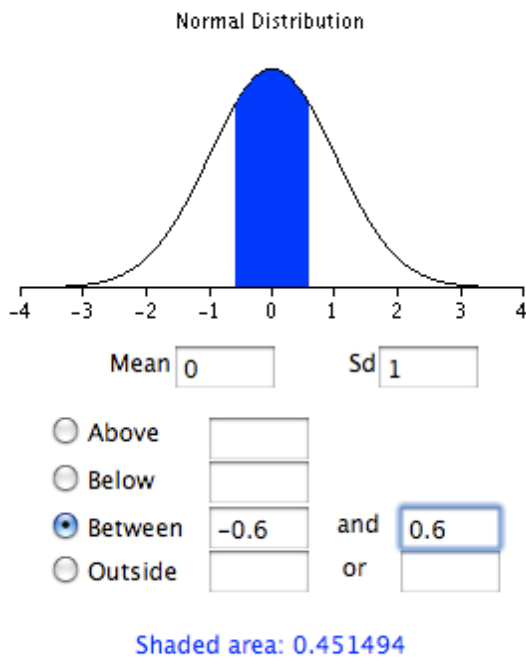 Normal Distribution
-4 -3 -2 -1 0 1 2 3 4
Mean 0 Sd 1
Above
Below
Between -0.6 and 0.6
Outside or
Shaded area: 0.451494